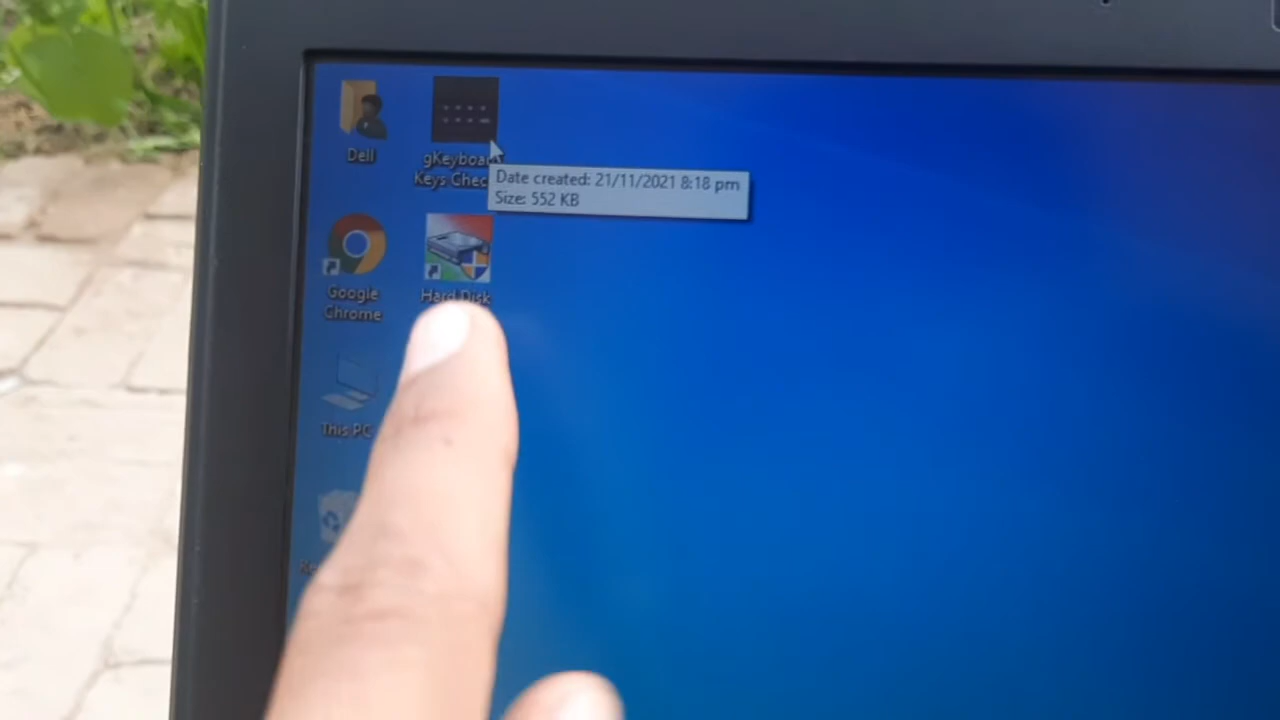 Dell
gKeyboar
Keys Chec
Date created: 21/11/2021 8:18 pm
Size: 552 KB
Google
Chrome
Hard Disk
This PC